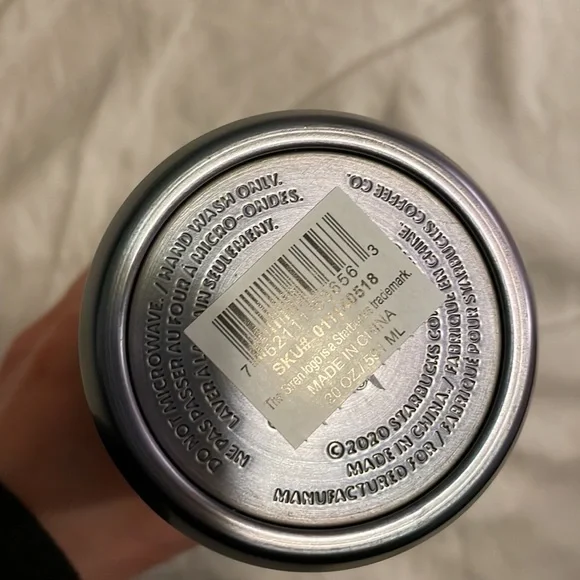 DO NOT MICROWAVE. / HAND WASH ONLY.
NE PAS PASSER AU FOUR À MICRO-ONDES.
LAVER À LA MAIN SEULEMENT.
3
SKU#:
The Siren logo is a Starbucks trademark.
MADE IN CHINA
20 OZ / ML
©2020 STARBUCKS CO
MADE IN CHINA. / FABRIQUÉ EN CHINE.
MANUFACTURED FOR / FABRIQUÉ POUR STARBUCKS COFFEE CO.